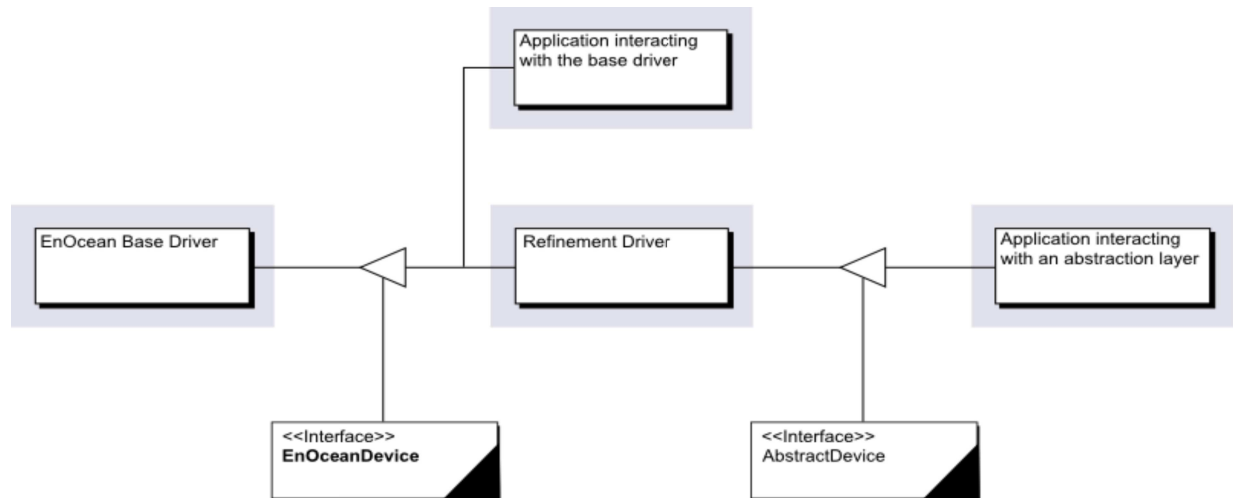 Application interacting
with the base driver
EnOcean Base Driver
Refinement Driver
Application interacting
with an abstraction layer
<<Interface>>
EnOceanDevice
<<Interface>>
AbstractDevice